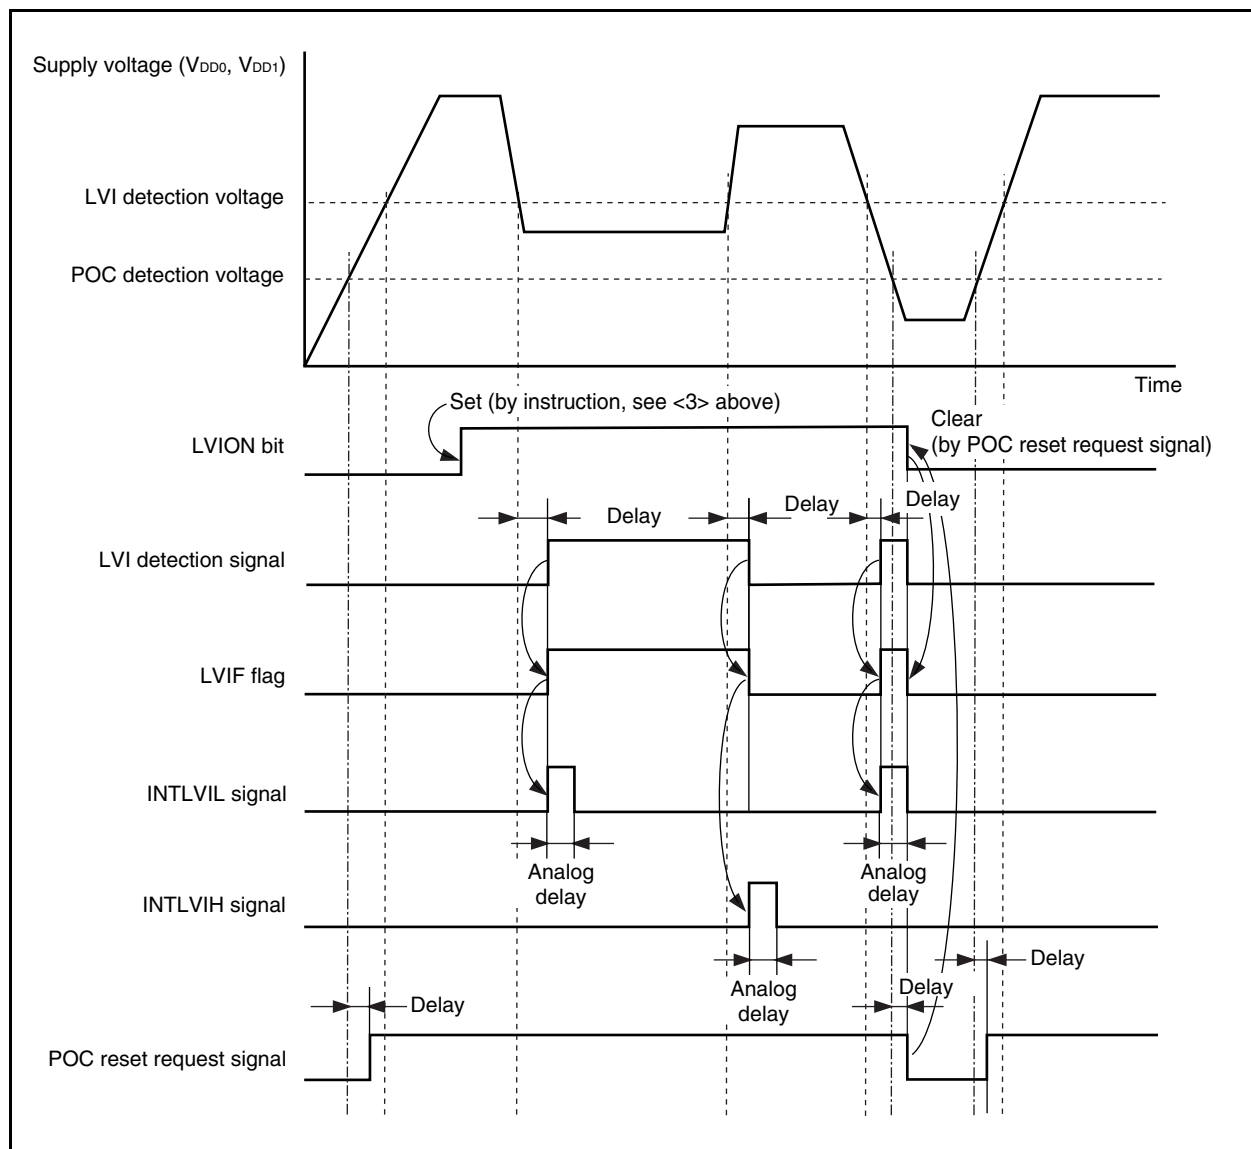 Supply voltage (VDD0, VDD1)
LVI detection voltage
POC detection voltage
Time
Set (by instruction, see <3> above)
Clear
(by POC reset request signal)
LVION bit
Delay
Delay
Delay
LVI detection signal
LVIF flag
INTLVIL signal
Analog
delay
Analog
delay
INTLVIH signal
Analog
delay
Delay
Delay
Delay
POC reset request signal